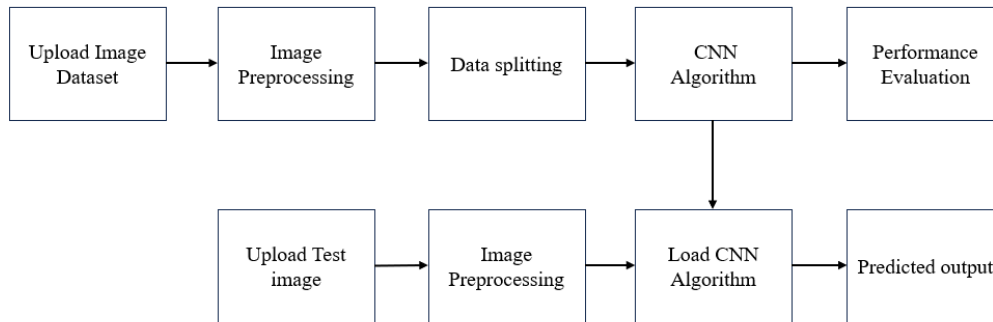 Upload Image
Dataset
Image
Preprocessing
Data splitting
CNN
Algorithm
Performance
Evaluation
Upload Test
image
Image
Preprocessing
Load CNN
Algorithm
Predicted output